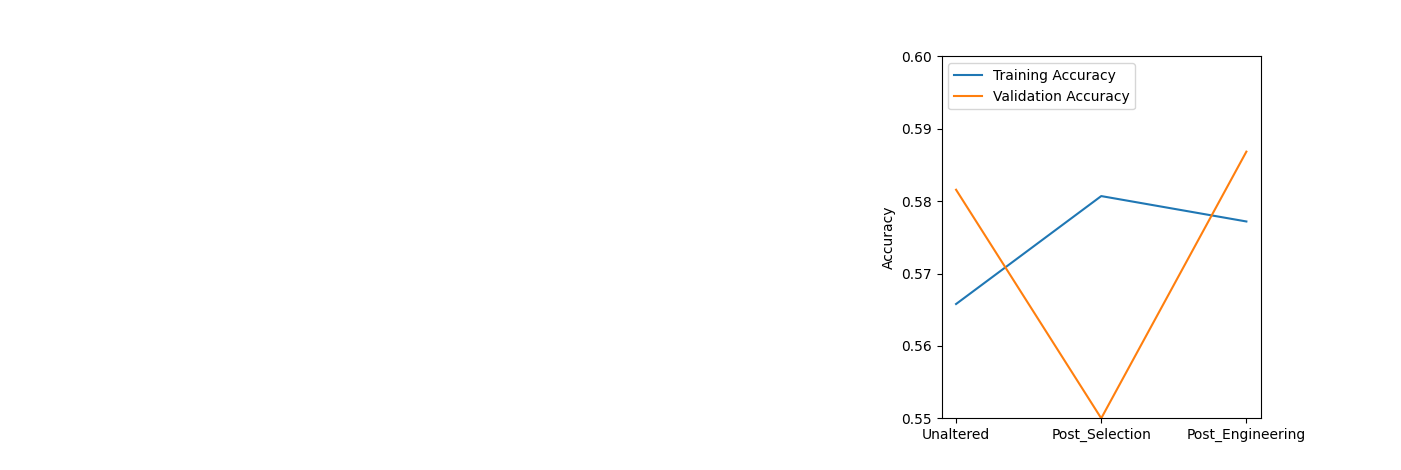 0.60
0.59
0.58
0.57
0.56
0.55
Accuracy
Training Accuracy
Validation Accuracy
Unaltered Post_Selection Post_Engineering